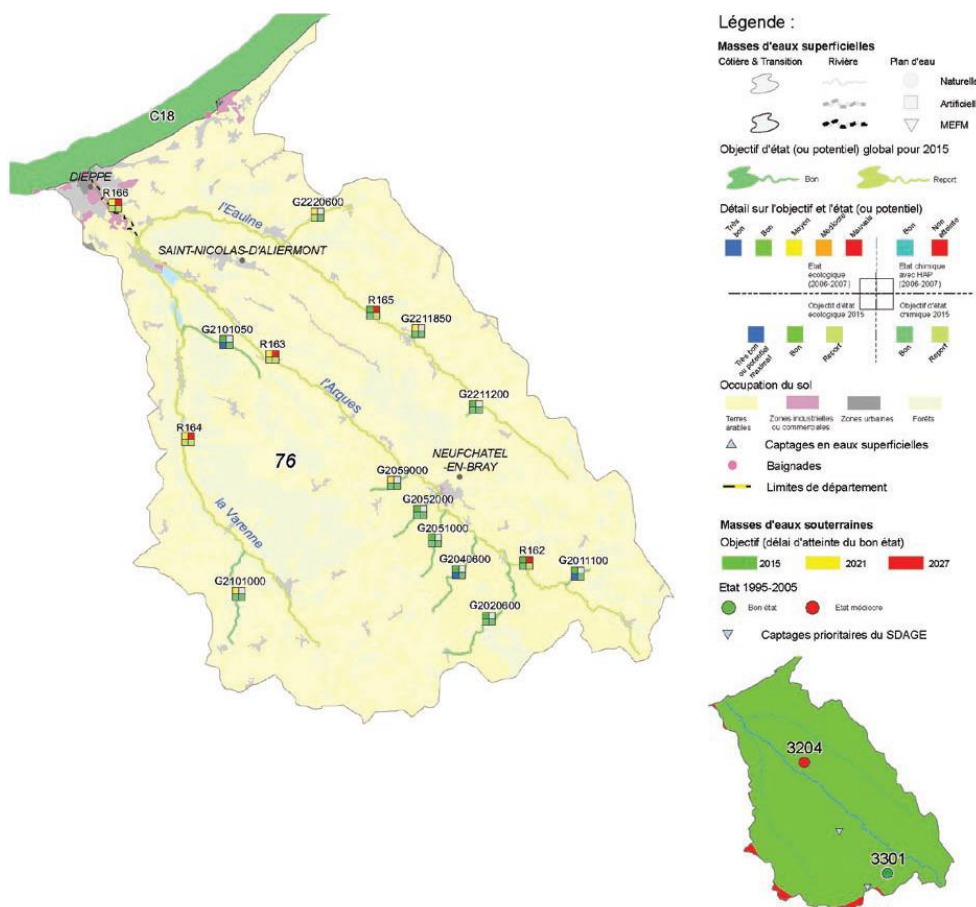 C18
DIEPPE
R166
l'Eaulne
G2220600
SAINT-NICOLAS-D'ALIERMONT
R165
G2211850
G2101050
R163
l'Arques
G2211200
R164
76
NEUFCHATEL
-EN-BRAY
G2059000
G2052000
la Varenne
G2051000
G2040600
R162
G2011100
G2101000
G2020600
Légende :
Masses d'eaux superficielles
Côtière & Transition
Rivière
Plan d'eau
Naturelle
Artificiel
MEFM
Objectif d'état (ou potentiel) global pour 2015
Bon
Report
Détail sur l'objectif et l'état (ou potentiel)
Très
bon
Bon
Moyen
Médiocre
Mauvais
Bon
Non
atteinte
Etat
écologique
(2006-2007)
Etat chimique
avec HAP
(2006-2007)
Objectif d'état
écologique 2015
Objectif d'état
chimique 2015
Très bon
ou potentiel
maximal
Bon
Report
Bon
Report
Occupation du sol
Terres
arables
Zones industrielles
ou commerciales
Zones urbaines
Forêts
Captages en eaux superficielles
Baignades
Limites de département
Masses d'eaux souterraines
Objectif (délai d'atteinte du bon état)
2015
2021
2027
Etat 1995-2005
Bon état
Etat médiocre
Captages prioritaires du SDAGE
3204
3301